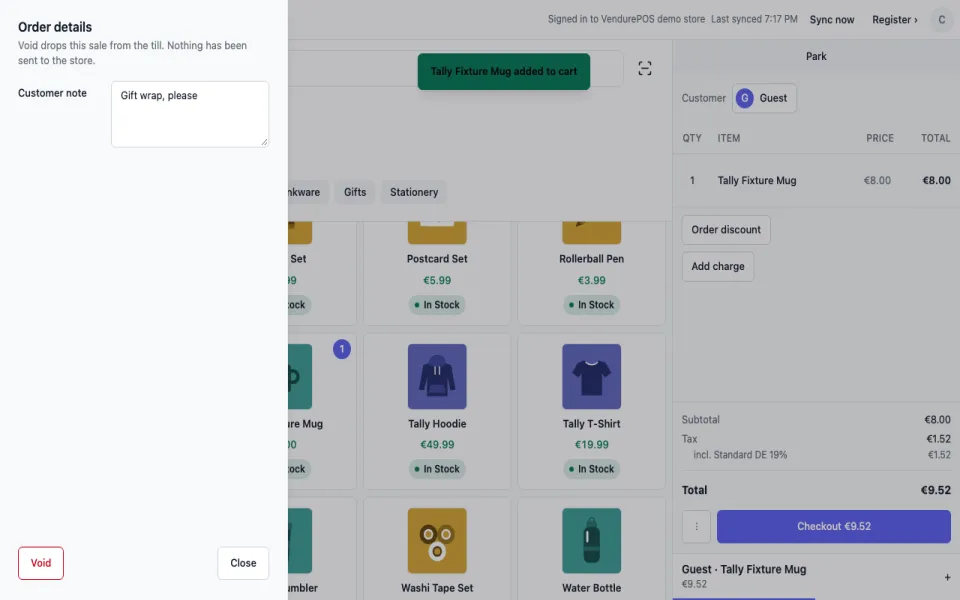 Order details
Void drops this sale from the till. Nothing has been
sent to the store.
Customer note
Gift wrap, please
Void
Close
Signed in to VendurePOS demo store
Last synced 7:17 PM
Sync now
Register ›
C
Tally Fixture Mug added to cart
nkware
Gifts
Stationery
Set
99
ock
Postcard Set
€5.99
In Stock
Rollerball Pen
€3.99
In Stock
1
ure Mug
00
ock
Tally Hoodie
€49.99
In Stock
Tally T-Shirt
€19.99
In Stock
umbler
Washi Tape Set
Water Bottle
Park
Customer
G
Guest
QTY
ITEM
PRICE
TOTAL
1
Tally Fixture Mug
€8.00
€8.00
Order discount
Add charge
Subtotal
€8.00
Tax
€1.52
incl. Standard DE 19%
€1.52
Total
€9.52
Checkout €9.52
Guest · Tally Fixture Mug
€9.52
+